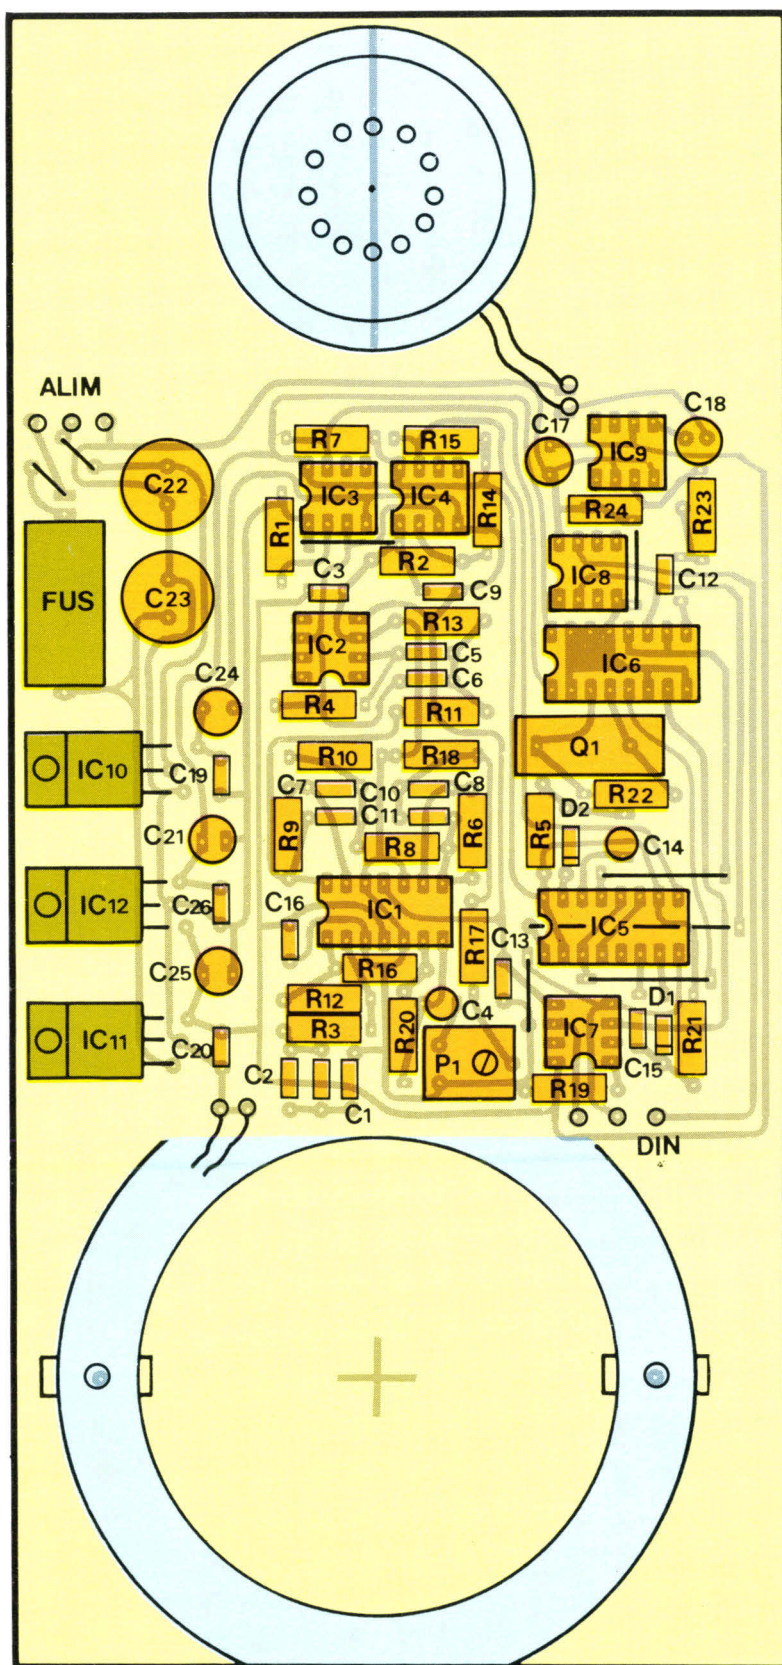 ALIM
C18
C17
R7
R15
IC9
C22
IC3
IC4
R14
R1
R24
R23
R2
IC8
C12
C3
C9
FUS
C23
R13
IC2
C5
IC6
C6
C24
R4
R11
Q1
R10
R18
IC10
C19
C7
C10
C8
R22
C11
D2
R9
R6
R5
C21
R8
C14
IC12
C26
C16
IC1
IC5
R17
C13
C25
R16
R12
C4
D1
R3
R20
IC7
R21
IC11
C20
C2
P1
C15
C1
R19
DIN